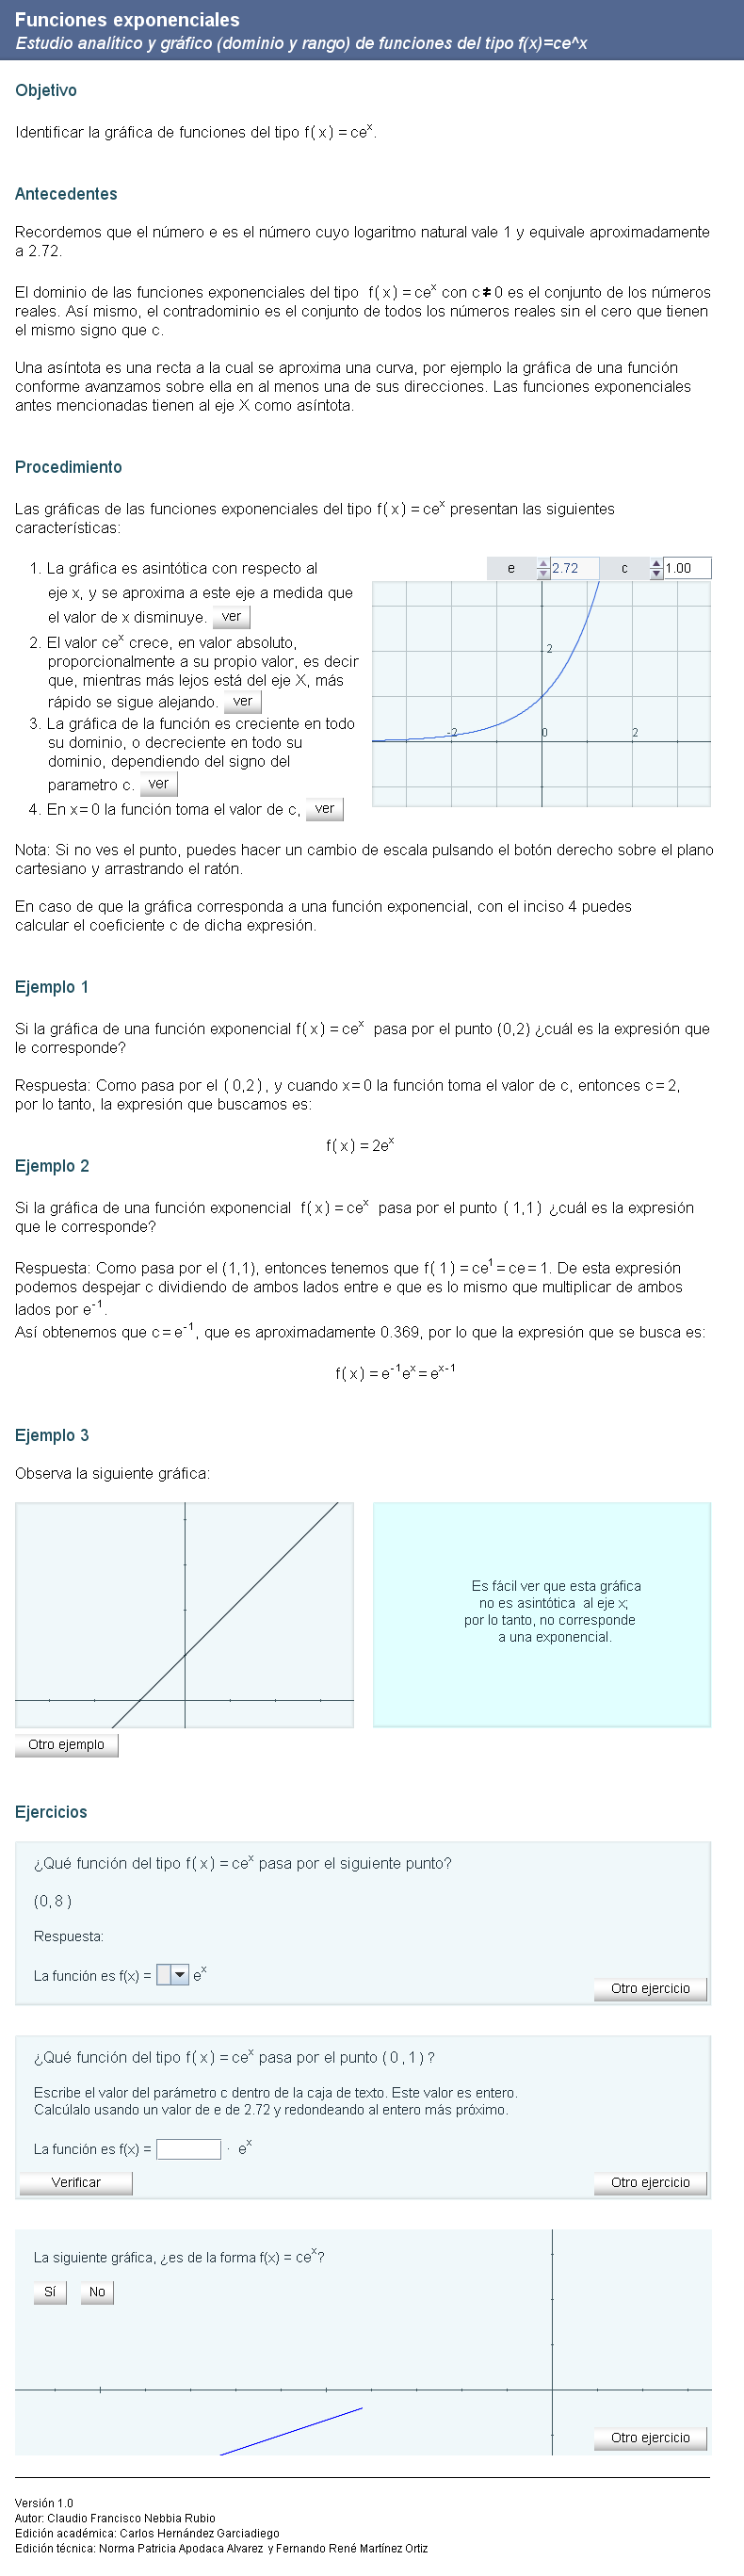 Funciones exponenciales
Estudio analítico y gráfico (dominio y rango) de funciones del tipo f(x)=ce^x
Objetivo
Identificar la gráfica de funciones del tipo f(x) = ce^x.
Antecedentes
Recordemos que el número e es el número cuyo logaritmo natural vale 1 y equivale aproximadamente
a 2.72.
El dominio de las funciones exponenciales del tipo f(x) = ce^x con c ≠ 0 es el conjunto de los números
reales. Así mismo, el contradominio es el conjunto de todos los números reales sin el cero que tienen
el mismo signo que c.
Una asíntota es una recta a la cual se aproxima una curva, por ejemplo la gráfica de una función
conforme avanzamos sobre ella en al menos una de sus direcciones. Las funciones exponenciales
antes mencionadas tienen al eje X como asíntota.
Procedimiento
Las gráficas de las funciones exponenciales del tipo f(x) = ce^x presentan las siguientes
características:
1. La gráfica es asintótica con respecto al
eje x, y se aproxima a este eje a medida que
el valor de x disminuye. ver
2. El valor ce^x crece, en valor absoluto,
proporcionalmente a su propio valor, es decir
que, mientras más lejos está del eje X, más
rápido se sigue alejando. ver
3. La gráfica de la función es creciente en todo
su dominio, o decreciente en todo su
dominio, dependiendo del signo del
parametro c. ver
4. En x = 0 la función toma el valor de c, ver
e 2.72 c 1.00
2
-2 0 2
Nota: Si no ves el punto, puedes hacer un cambio de escala pulsando el botón derecho sobre el plano
cartesiano y arrastrando el ratón.
En caso de que la gráfica corresponda a una función exponencial, con el inciso 4 puedes
calcular el coeficiente c de dicha expresión.
Ejemplo 1
Si la gráfica de una función exponencial f(x) = ce^x pasa por el punto (0,2) ¿cuál es la expresión que
le corresponde?
Respuesta: Como pasa por el (0,2), y cuando x = 0 la función toma el valor de c, entonces c = 2,
por lo tanto, la expresión que buscamos es:
f(x) = 2e^x
Ejemplo 2
Si la gráfica de una función exponencial f(x) = ce^x pasa por el punto (1,1) ¿cuál es la expresión
que le corresponde?
Respuesta: Como pasa por el (1,1), entonces tenemos que f(1) = ce^1 = ce = 1. De esta expresión
podemos despejar c dividiendo de ambos lados entre e que es lo mismo que multiplicar de ambos
lados por e^-1.
Así obtenemos que c = e^-1, que es aproximadamente 0.369, por lo que la expresión que se busca es:
f(x) = e^-1e^x = e^x-1
Ejemplo 3
Observa la siguiente gráfica:
Es fácil ver que esta gráfica
no es asintótica al eje x;
por lo tanto, no corresponde
a una exponencial.
Otro ejemplo
Ejercicios
¿Qué función del tipo f(x) = ce^x pasa por el siguiente punto?
(0,8)
Respuesta:
La función es f(x) = e^x
Otro ejercicio
¿Qué función del tipo f(x) = ce^x pasa por el punto (0,1)?
Escribe el valor del parámetro c dentro de la caja de texto. Este valor es entero.
Calcúlalo usando un valor de e de 2.72 y redondeando al entero más próximo.
La función es f(x) = · e^x
Verificar Otro ejercicio
La siguiente gráfica, ¿es de la forma f(x) = ce^x?
Sí No
Otro ejercicio
Versión 1.0
Autor: Claudio Francisco Nebbia Rubio
Edición académica: Carlos Hernández Garciadiego
Edición técnica: Norma Patricia Apodaca Alvarez y Fernando René Martínez Ortiz